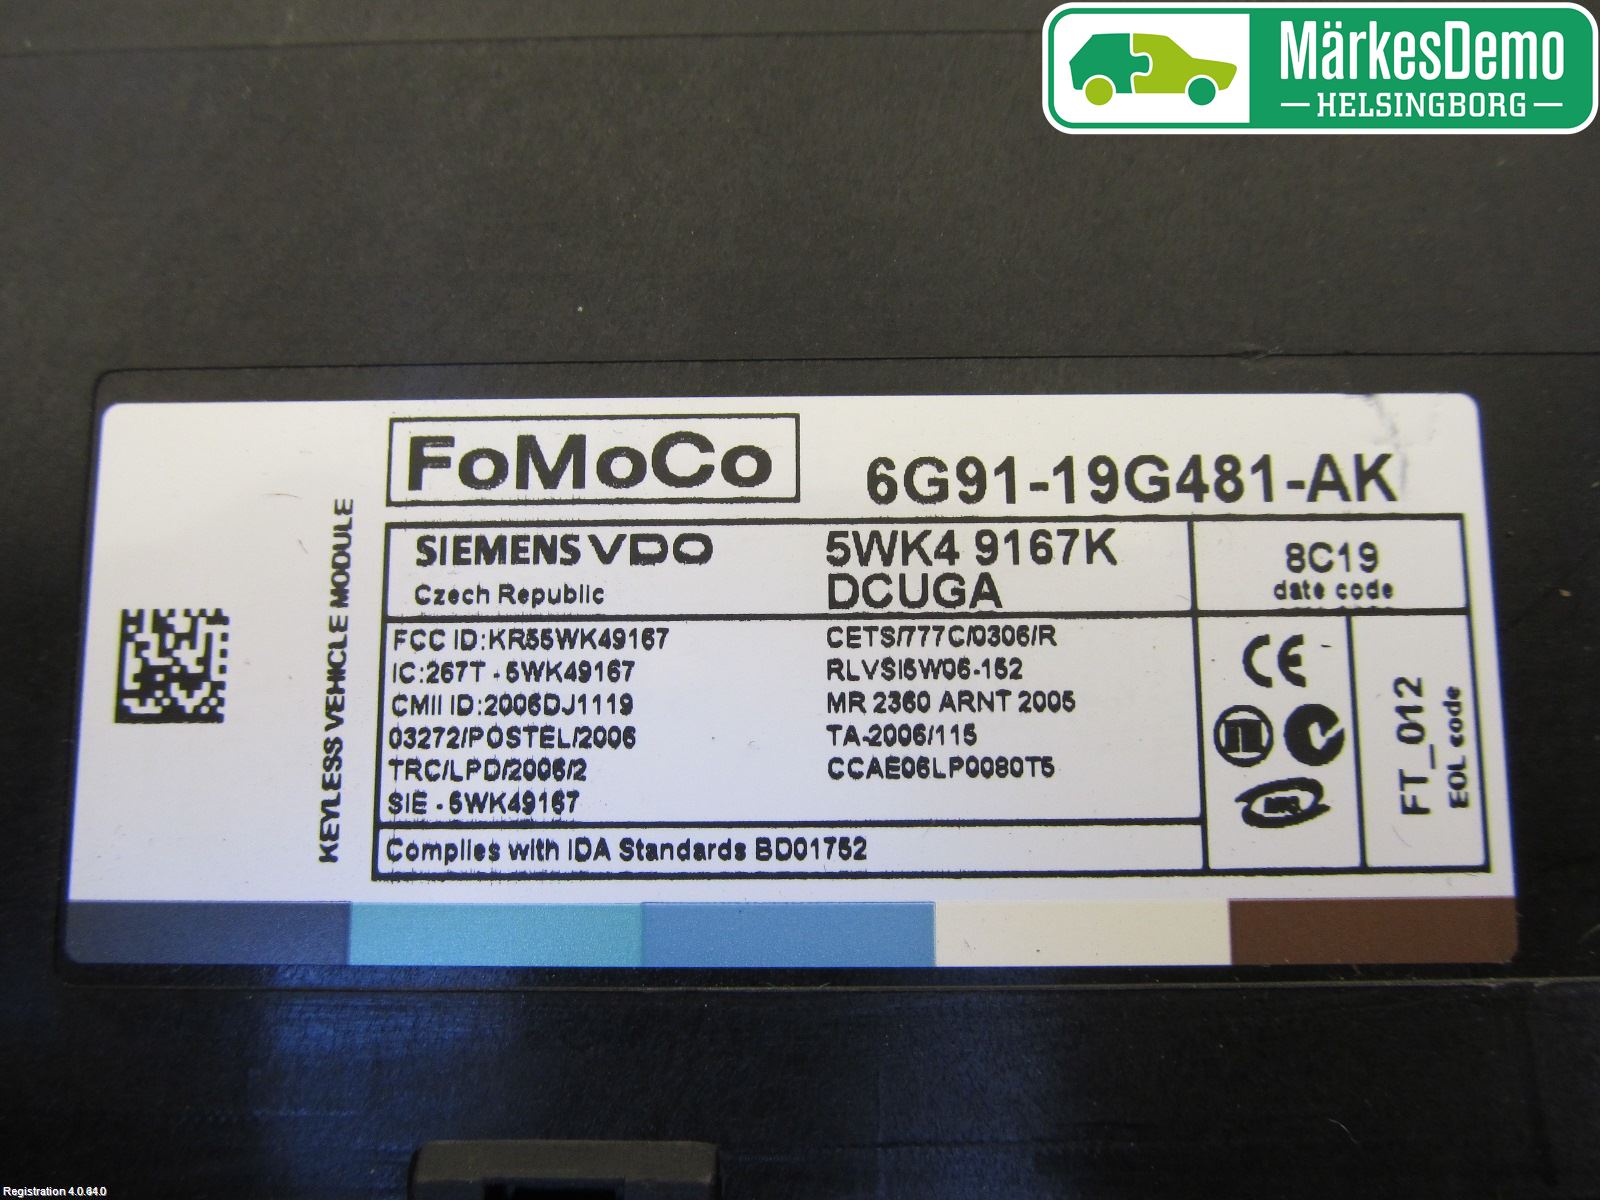 MärkesDemo
HELSINGBORG
FoMoCo
6G91-19G481-AK
KEYLESS VEHICLE MODULE
SIEMENS VDO
Czech Republic
5WK4 9167K
DCUGA
8C19
date code
FCC ID:KR55WK49167
IC:267T - 5WK49167
CMII ID:2006DJ1119
03272/POSTEL/2006
TRC/LPD/2006/2
SIE - 5WK49167
CETS/777C/0306/R
RLVSI5W06-152
MR 2360 ARNT 2005
TA-2006/115
CCAE06LP0080T5
CE
FT_012
EOL code
Complies with IDA Standards BD01752
Registration 4.0.64.0